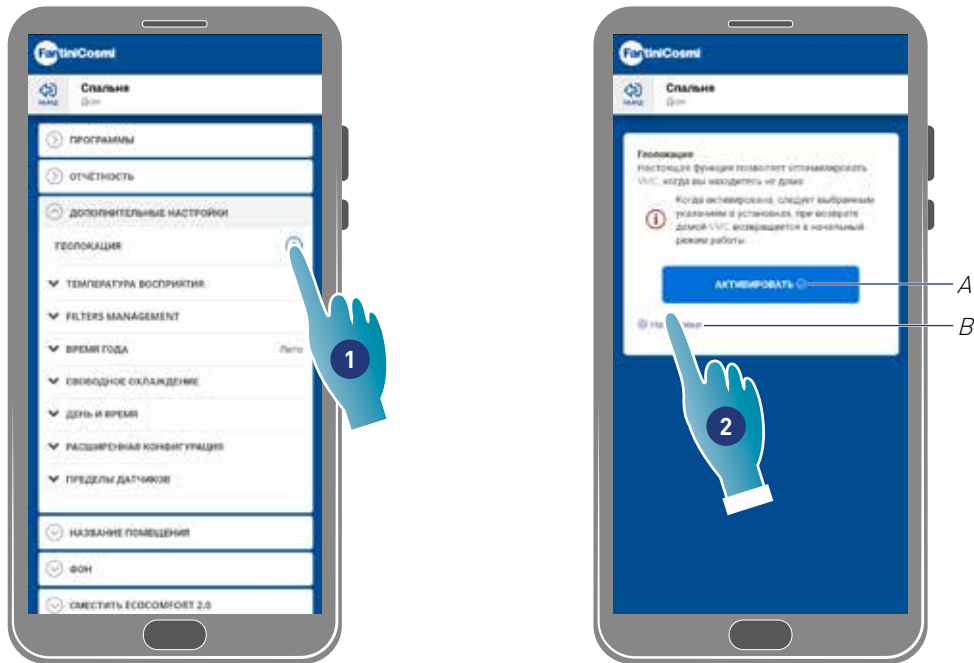 FantiniCosmi
НАЗАД
Спальня
Дом
ПРОГРАММЫ
ОТЧЁТНОСТЬ
ДОПОЛНИТЕЛЬНЫЕ НАСТРОЙКИ
ГЕОЛОКАЦИЯ
ТЕМПЕРАТУРА ВОСПРИЯТИЯ
FILTERS MANAGEMENT
ВРЕМЯ ГОДА Лето
СВОБОДНОЕ ОХЛАЖДЕНИЕ
ДЕНЬ И ВРЕМЯ
РАСШИРЕННАЯ КОНФИГУРАЦИЯ
ПРЕДЕЛЫ ДАТЧИКОВ
НАЗВАНИЕ ПОМЕЩЕНИЯ
ФОН
СМЕСТИТЬ ECOCOMFORT 2.0
1
FantiniCosmi
НАЗАД
Спальня
Дом
Геолокация
Настоящая функция позволяет оптимизировать
VMC, когда вы находитесь не дома
Когда активирована, следует выбранным
указаниям в установках, при возврате
домой VMC возвращается в начальный
режим работы.
АКТИВИРОВАТЬ
A
B
2